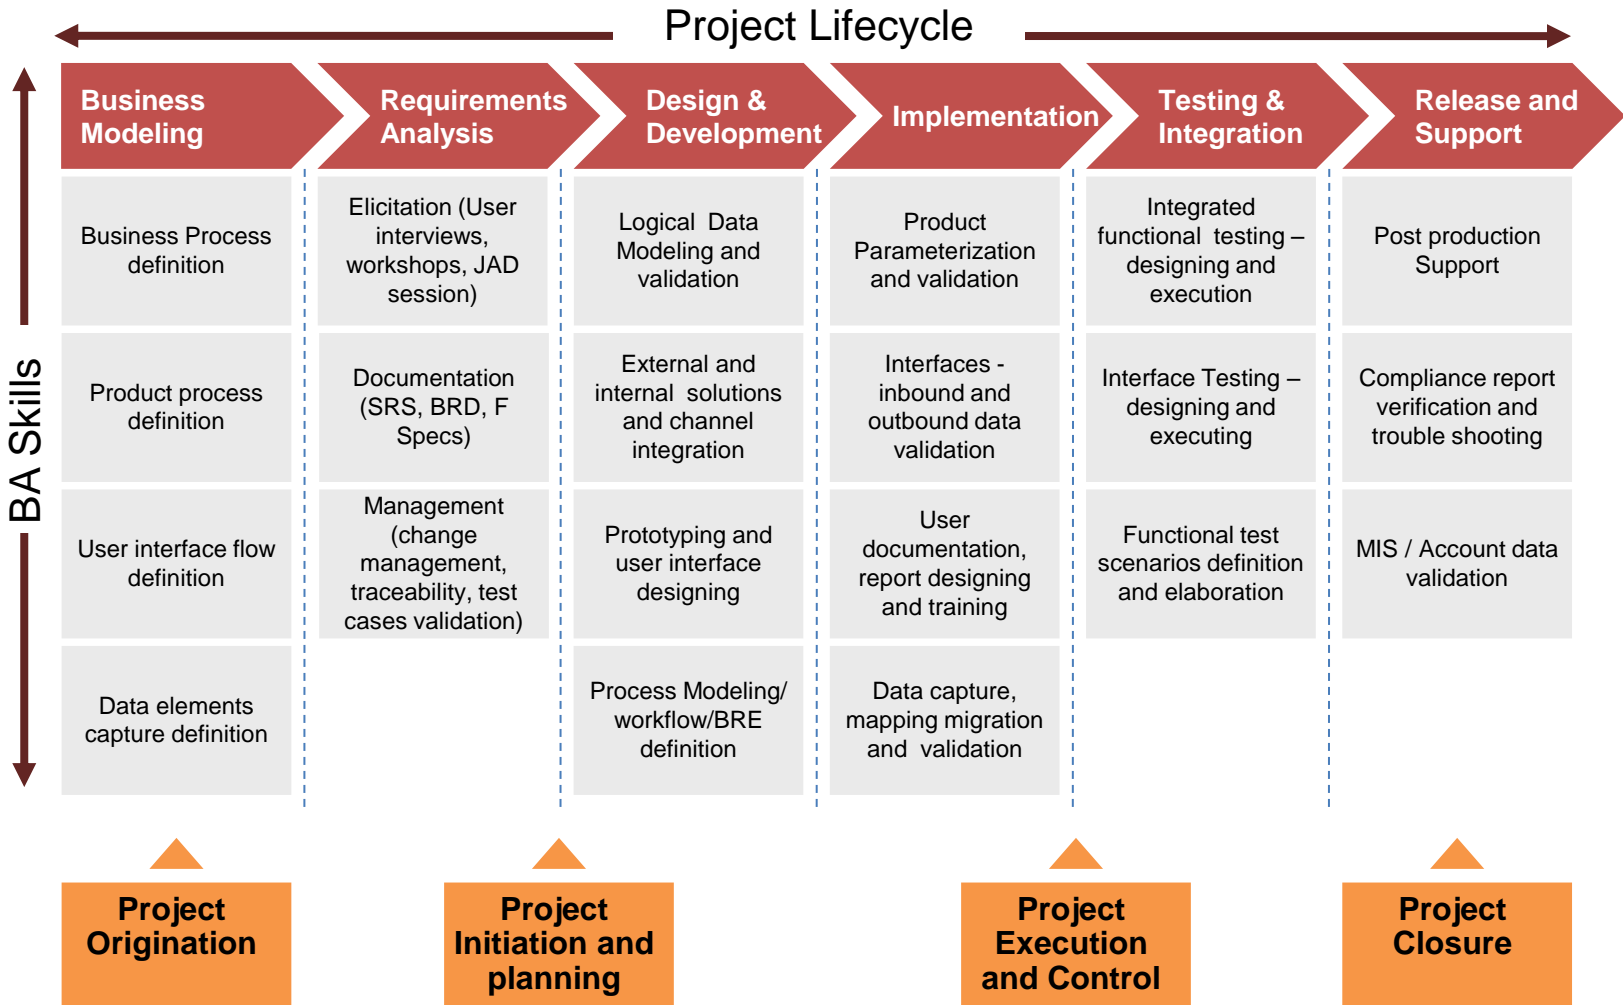 Project Lifecycle
BA Skills
Business
Modeling
Requirements
Analysis
Design &
Development
Implementation
Testing &
Integration
Release and
Support
Business Process
definition
Elicitation (User
interviews,
workshops, JAD
session)
Logical Data
Modeling and
validation
Product
Parameterization
and validation
Integrated
functional testing –
designing and
execution
Post production
Support
Product process
definition
Documentation
(SRS, BRD, F
Specs)
External and
internal solutions
and channel
integration
Interfaces -
inbound and
outbound data
validation
Interface Testing –
designing and
executing
Compliance report
verification and
trouble shooting
User interface flow
definition
Management
(change
management,
traceability, test
cases validation)
Prototyping and
user interface
designing
User
documentation,
report designing
and training
Functional test
scenarios definition
and elaboration
MIS / Account data
validation
Data elements
capture definition
Process Modeling/
workflow/BRE
definition
Data capture,
mapping migration
and validation
Project
Origination
Project
Initiation and
planning
Project
Execution
and Control
Project
Closure